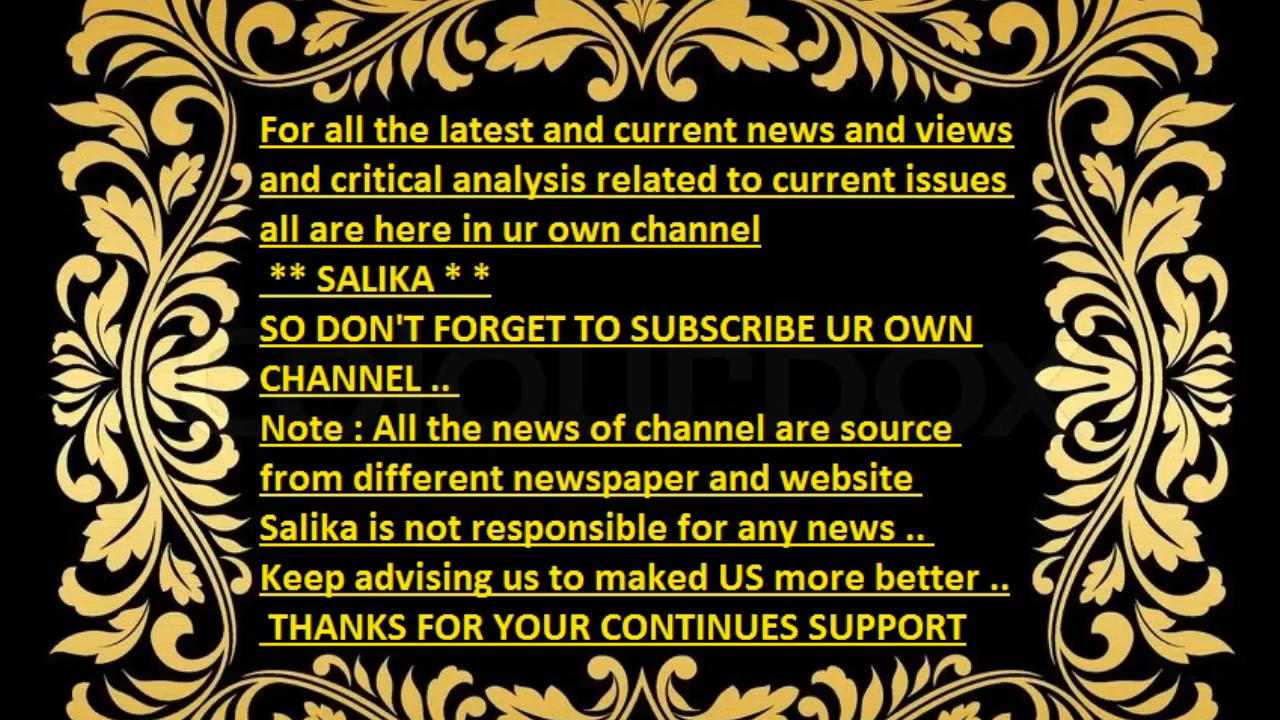 For all the latest and current news and views
and critical analysis related to current issues
all are here in ur own channel
** SALIKA * *
SO DON'T FORGET TO SUBSCRIBE UR OWN
CHANNEL ..
Note : All the news of channel are source
from different newspaper and website
Salika is not responsible for any news ..
Keep advising us to maked US more better ..
THANKS FOR YOUR CONTINUES SUPPORT
colourbox